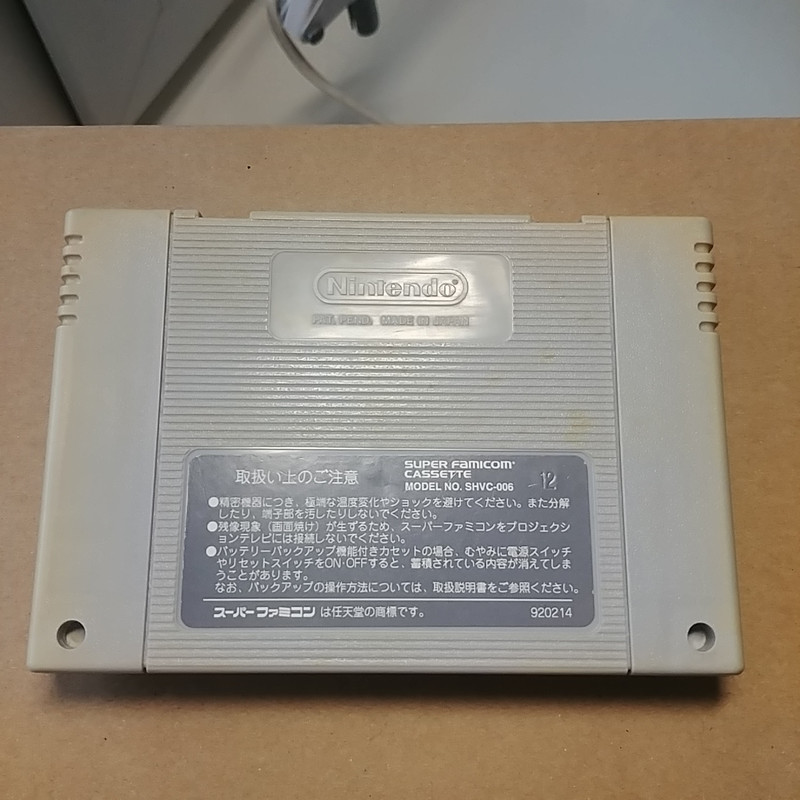 Nintendo®
PAT. PEND. MADE IN JAPAN
取扱い上のご注意
SUPER FAMICOM
CASSETTE
MODEL NO. SHVC-006
12
●精密機器につき、極端な温度変化やショックを避けてください。また分解
したり、端子部を汚したりしないでください。
●残像現象（画面焼け）が生ずるため、スーパーファミコンをプロジェクシ
ョンテレビには接続しないでください。
●バッテリーバックアップ機能付きカセットの場合、むやみに電源スイッチ
やリセットスイッチをON・OFFすると、蓄積されている内容が消えてしま
うことがあります。
なお、バックアップの操作方法については、取扱説明書をご参照ください。
スーパーファミコンは任天堂の商標です。 920214